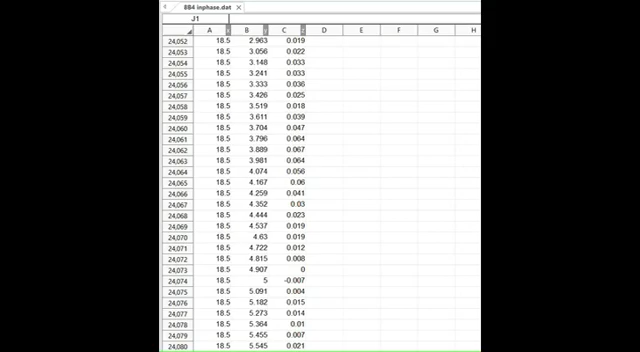 8B4 inphase.dat
J1
A B C D E F G H
24,052 18.5 2.963 0.019
24,053 18.5 3.056 0.022
24,054 18.5 3.148 0.033
24,055 18.5 3.241 0.033
24,056 18.5 3.333 0.036
24,057 18.5 3.426 0.025
24,058 18.5 3.519 0.018
24,059 18.5 3.611 0.039
24,060 18.5 3.704 0.047
24,061 18.5 3.796 0.064
24,062 18.5 3.889 0.067
24,063 18.5 3.981 0.064
24,064 18.5 4.074 0.056
24,065 18.5 4.167 0.06
24,066 18.5 4.259 0.041
24,067 18.5 4.352 0.03
24,068 18.5 4.444 0.023
24,069 18.5 4.537 0.019
24,070 18.5 4.63 0.019
24,071 18.5 4.722 0.012
24,072 18.5 4.815 0.008
24,073 18.5 4.907 0
24,074 18.5 5 -0.007
24,075 18.5 5.091 0.004
24,076 18.5 5.182 0.015
24,077 18.5 5.273 0.014
24,078 18.5 5.364 0.01
24,079 18.5 5.455 0.007
24,080 18.5 5.545 0.021